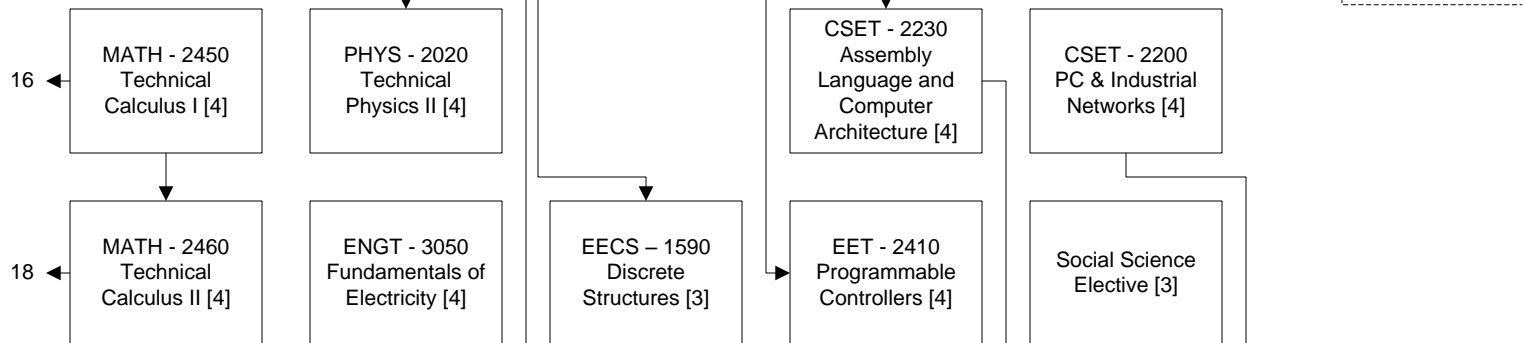 16
MATH - 2450
Technical
Calculus I [4]
PHYS - 2020
Technical
Physics II [4]
CSET - 2230
Assembly
Language and
Computer
Architecture [4]
CSET - 2200
PC & Industrial
Networks [4]
18
MATH - 2460
Technical
Calculus II [4]
ENGT - 3050
Fundamentals of
Electricity [4]
EECS – 1590
Discrete
Structures [3]
EET - 2410
Programmable
Controllers [4]
Social Science
Elective [3]